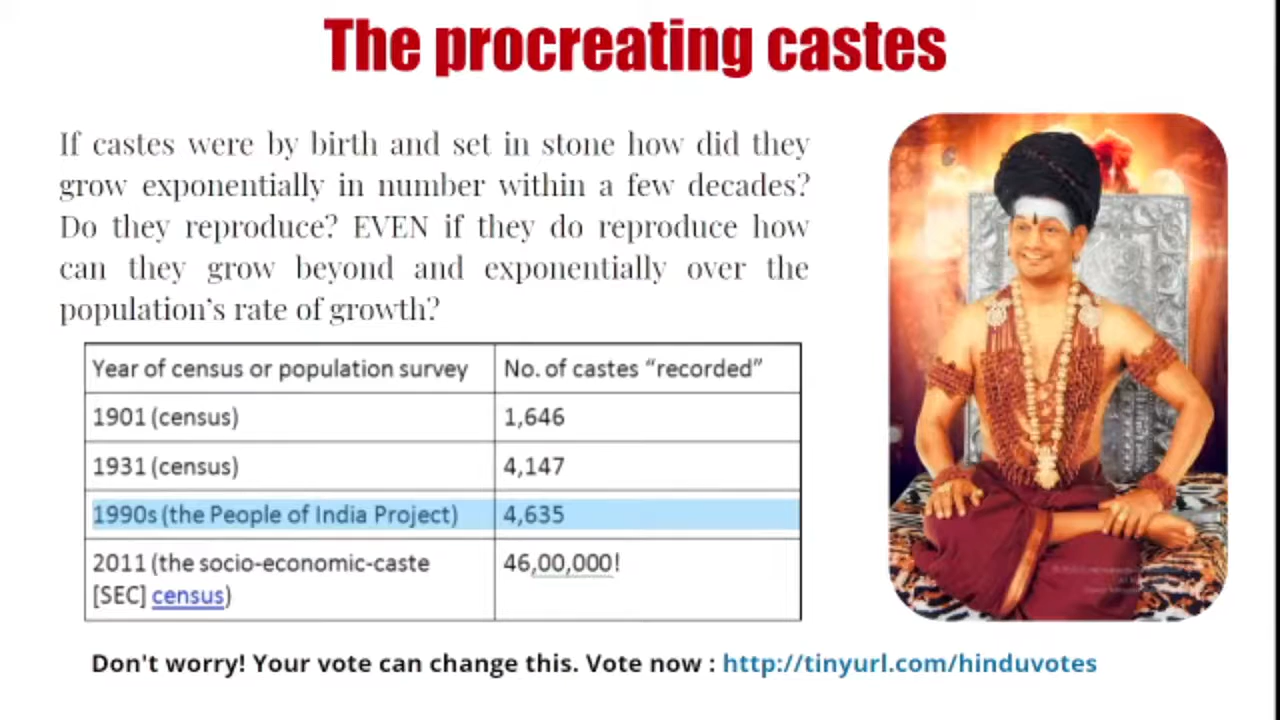 The procreating castes
If castes were by birth and set in stone how did they
grow exponentially in number within a few decades?
Do they reproduce? EVEN if they do reproduce how
can they grow beyond and exponentially over the
population's rate of growth?
Year of census or population survey No. of castes “recorded”
1901 (census) 1,646
1931 (census) 4,147
1990s (the People of India Project) 4,635
2011 (the socio-economic-caste 46,00,000!
[SEC] census)
Don't worry! Your vote can change this. Vote now : http://tinyurl.com/hinduvotes